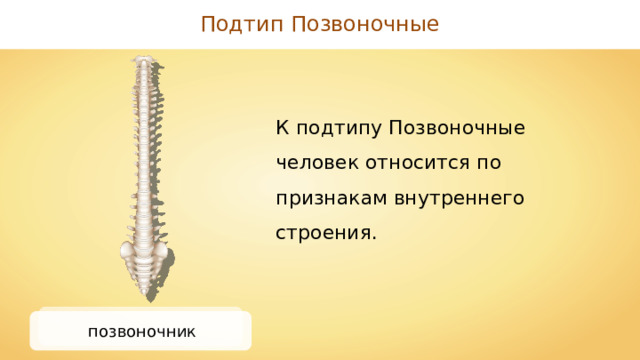 Подтип Позвоночные
К подтипу Позвоночные
человек относится по
признакам внутреннего
строения.
позвоночник